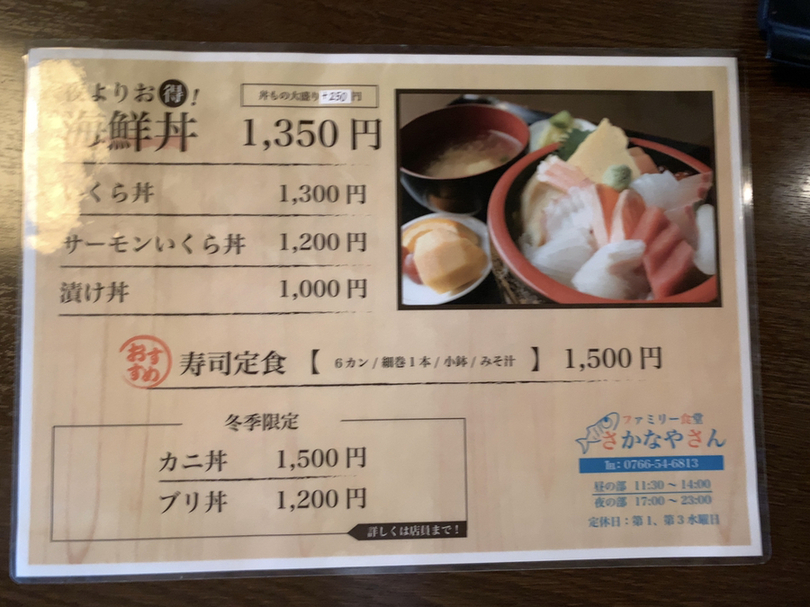 よりお得!
丼もの大盛り+250円
海鮮丼 1,350円
いくら丼 1,300円
サーモンいくら丼 1,200円
漬け丼 1,000円
おすすめ 寿司定食 【 6カン/細巻1本/小鉢/みそ汁 】 1,500円
冬季限定
カニ丼 1,500円
ブリ丼 1,200円
詳しくは店員まで!
ファミリー食堂
さかなやさん
℡: 0766-54-6813
昼の部 11:30～14:00
夜の部 17:00～23:00
定休日:第1、第3水曜日